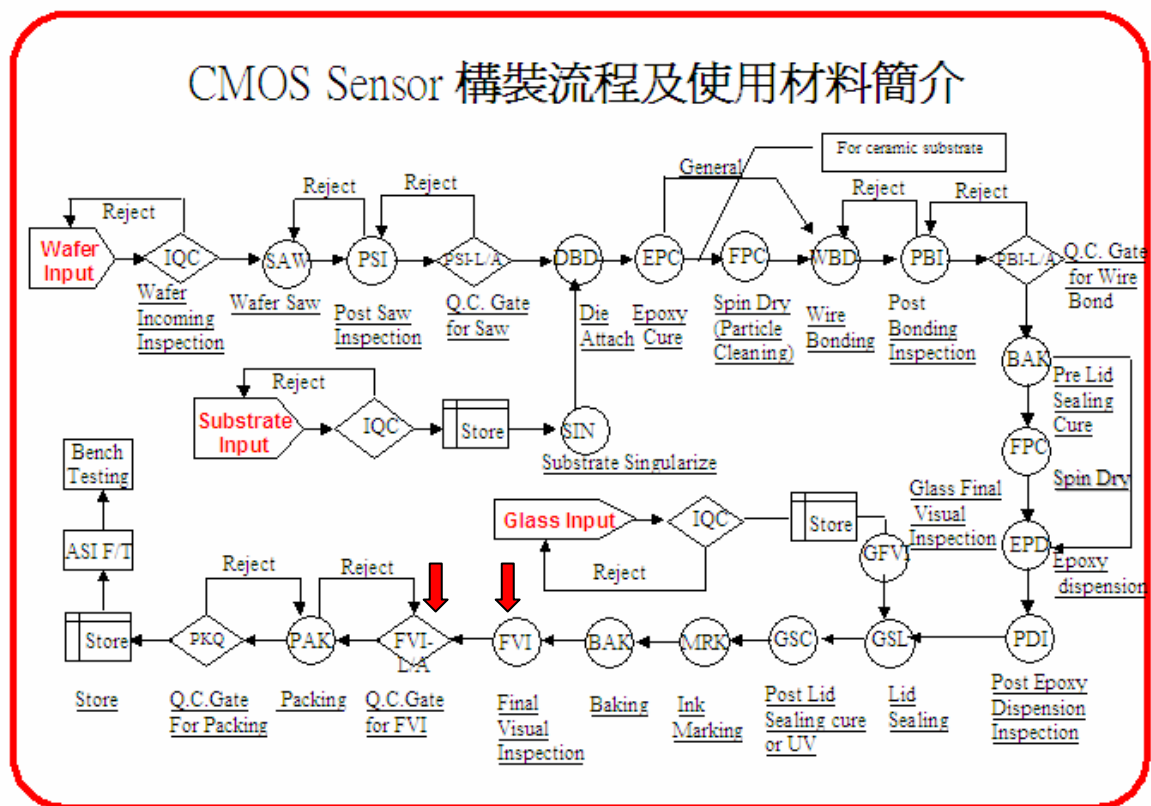 CMOS Sensor 構裝流程及使用材料簡介
For ceramic substrate
General
Reject
Reject
Reject
Reject
Reject
Wafer
Input
IQC
SAW
PSI
PSI-L/A
DBD
EPC
FPC
WBD
PBI
PBI-L/A
Q.C. Gate
for Wire
Bond
Wafer
Incoming
Inspection
Wafer Saw
Post Saw
Inspection
Q.C. Gate
for Saw
Die
Attach
Epoxy
Cure
Spin Dry
(Particle
Cleaning)
Wire
Bonding
Post
Bonding
Inspection
BAK
Pre Lid
Sealing
Cure
Reject
Substrate
Input
IQC
Store
SIN
Substrate Singularize
FPC
Spin Dry
Bench
Testing
ASI F/T
Glass Input
IQC
Store
Glass Final
Visual
Inspection
GFVI
Reject
EPD
Epoxy
dispension
Reject
Reject
Store
PKQ
PAK
FVI-
L/A
FVI
BAK
MRK
GSC
GSL
PDI
Store
Q.C.Gate
For Packing
Packing
Q.C.Gate
for FVI
Final
Visual
Inspection
Baking
Ink
Marking
Post Lid
Sealing cure
or UV
Lid
Sealing
Post Epoxy
Dispension
Inspection